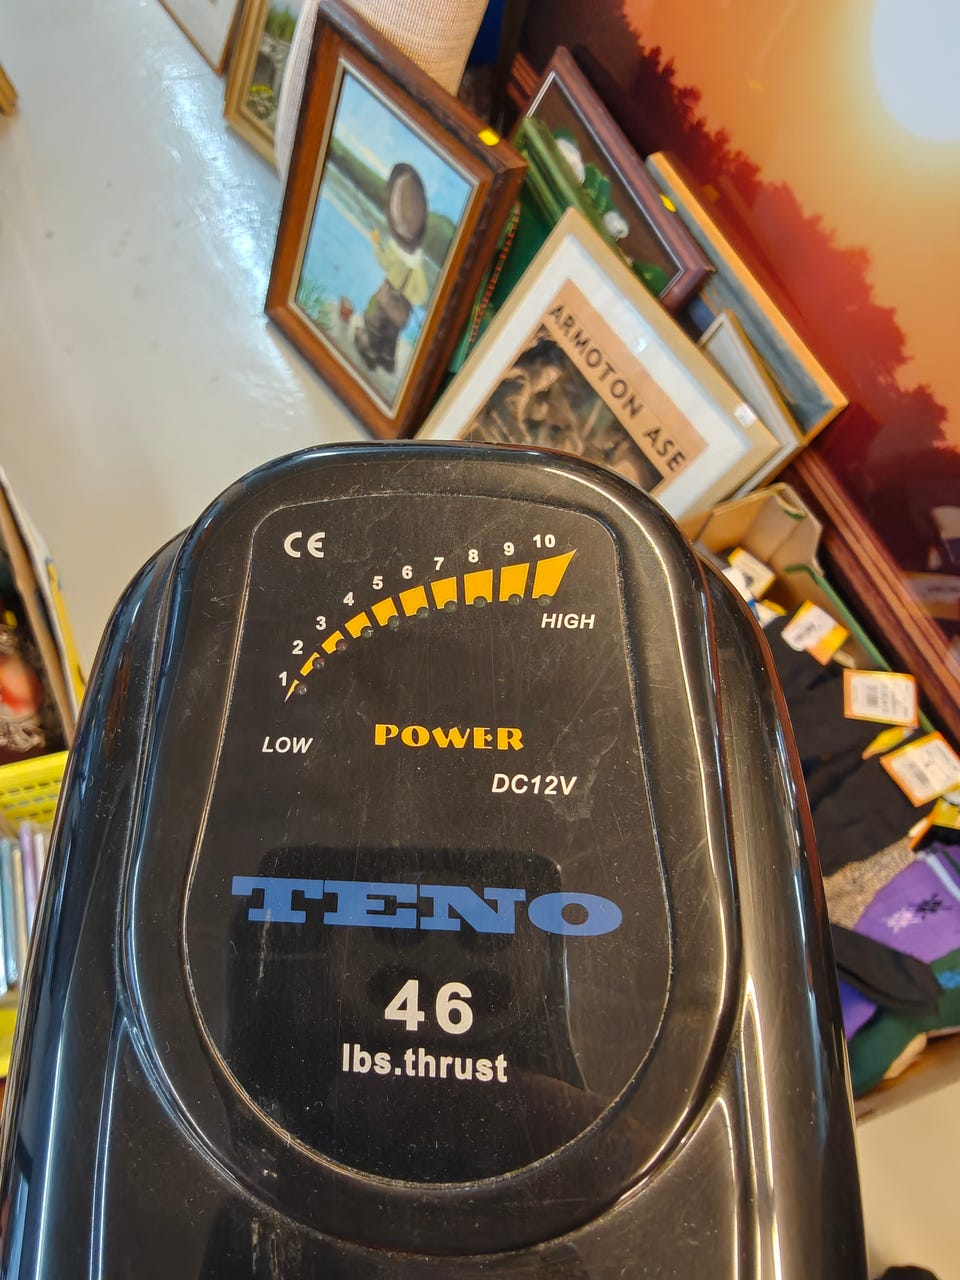 ARMOTON ASE
CE
1 2 3 4 5 6 7 8 9 10
HIGH
LOW
POWER
DC12V
TENO
46
lbs.thrust